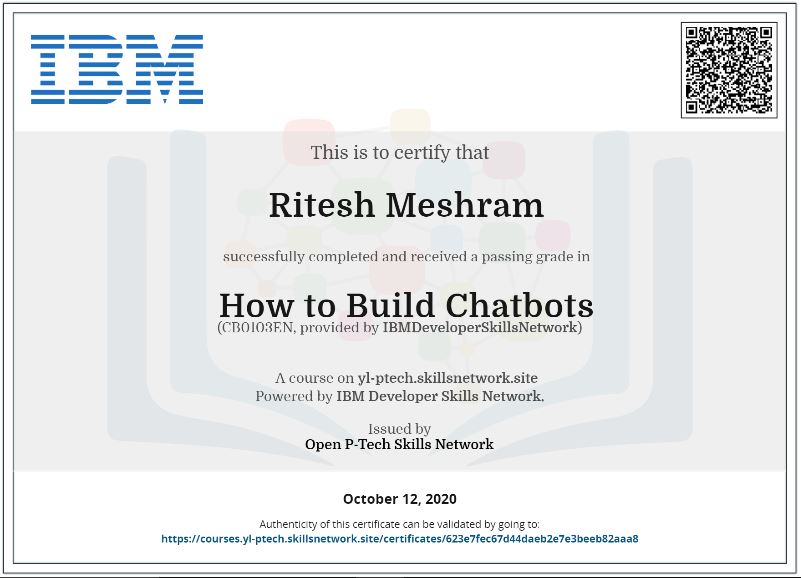 IBM
This is to certify that
Ritesh Meshram
successfully completed and received a passing grade in
How to Build Chatbots
(CB0103EN, provided by IBMDeveloperSkillsNetwork)
A course on yl-ptech.skillsnetwork.site
Powered by IBM Developer Skills Network.
Issued by
Open P-Tech Skills Network
October 12, 2020
Authenticity of this certificate can be validated by going to:
https://courses.yl-ptech.skillsnetwork.site/certificates/623e7fec67d44daeb2e7e3beeb82aaa8